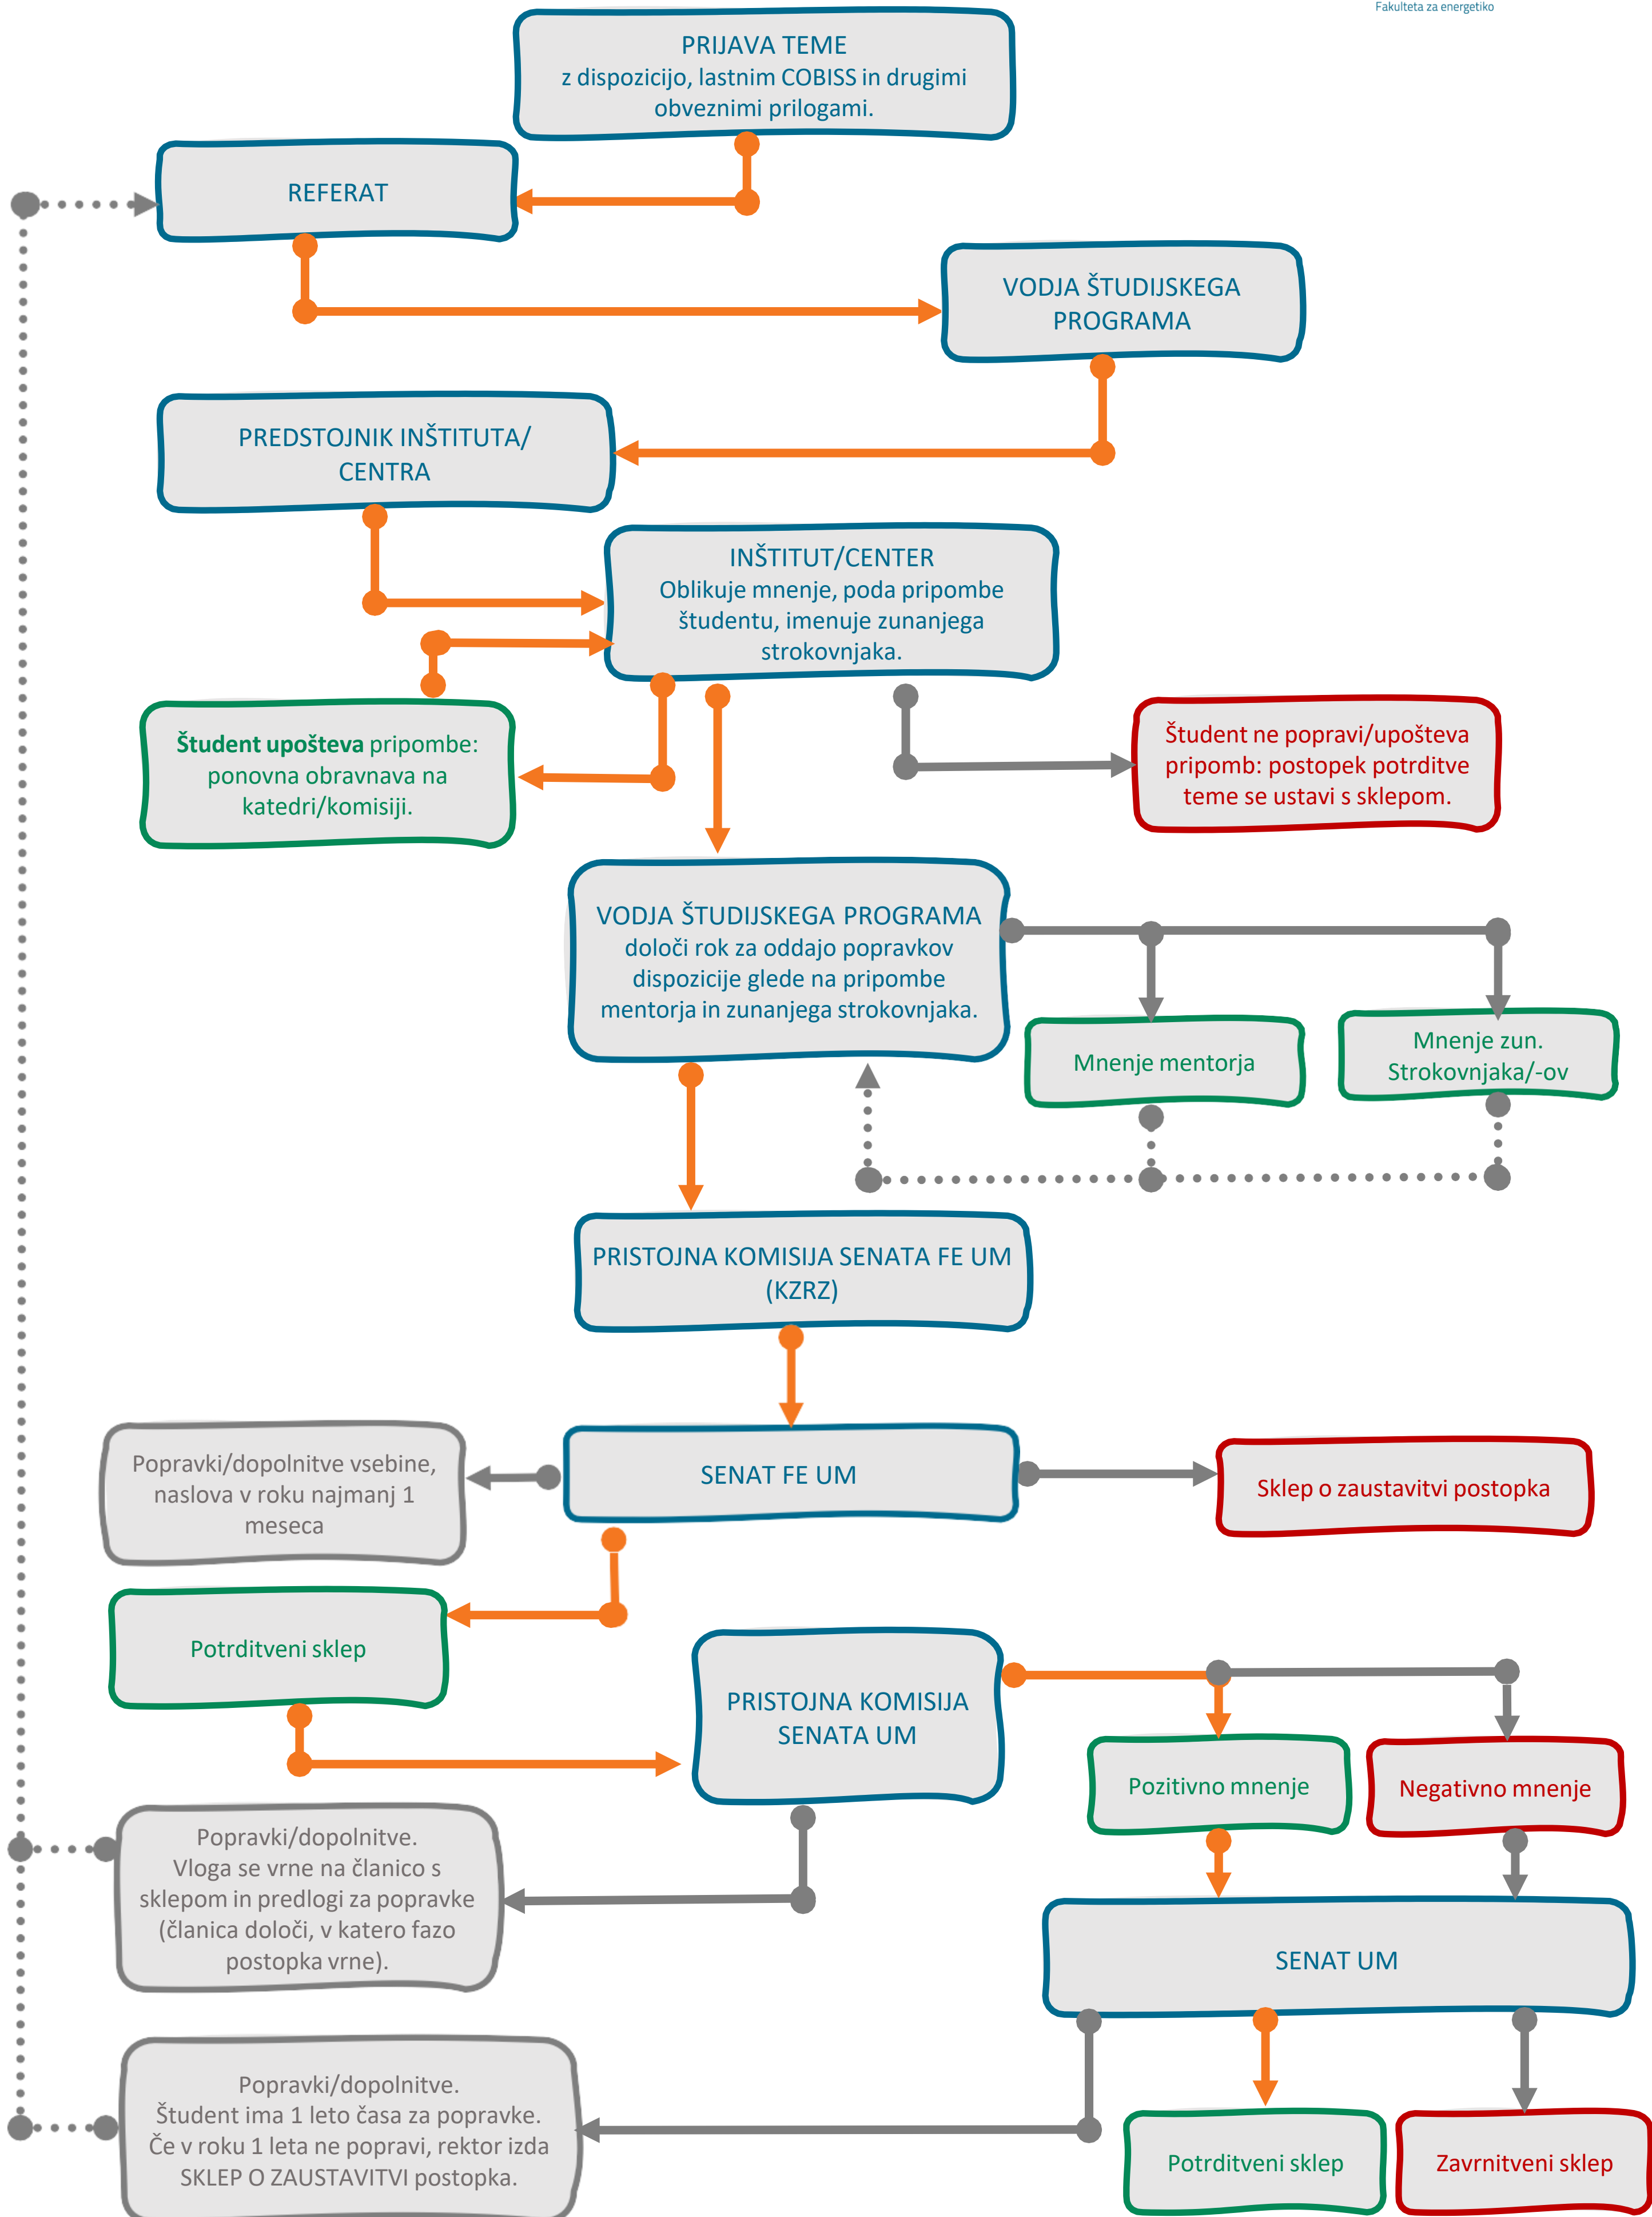 Fakulteta za energetiko
PRIJAVA TEME
z dispozicijo, lastnim COBISS in drugimi
obveznimi prilogami.
REFERAT
VODJA ŠTUDIJSKEGA
PROGRAMA
PREDSTOJNIK INŠTITUTA/
CENTRA
INŠTITUT/CENTER
Oblikuje mnenje, poda pripombe
študentu, imenuje zunanjega
strokovnjaka.
Študent upošteva pripombe:
ponovna obravnava na
katedri/komisiji.
Študent ne popravi/upošteva
pripomb: postopek potrditve
teme se ustavi s sklepom.
VODJA ŠTUDIJSKEGA PROGRAMA
določi rok za oddajo popravkov
dispozicije glede na pripombe
mentorja in zunanjega strokovnjaka.
Mnenje mentorja
Mnenje zun.
Strokovnjaka/-ov
PRISTOJNA KOMISIJA SENATA FE UM
(KZRZ)
Popravki/dopolnitve vsebine,
naslova v roku najmanj 1
meseca
SENAT FE UM
Sklep o zaustavitvi postopka
Potrditveni sklep
PRISTOJNA KOMISIJA
SENATA UM
Pozitivno mnenje
Negativno mnenje
Popravki/dopolnitve.
Vloga se vrne na članico s
sklepom in predlogi za popravke
(članica določi, v katero fazo
postopka vrne).
SENAT UM
Popravki/dopolnitve.
Študent ima 1 leto časa za popravke.
Če v roku 1 leta ne popravi, rektor izda
SKLEP O ZAUSTAVITVI postopka.
Potrditveni sklep
Zavrnitveni sklep